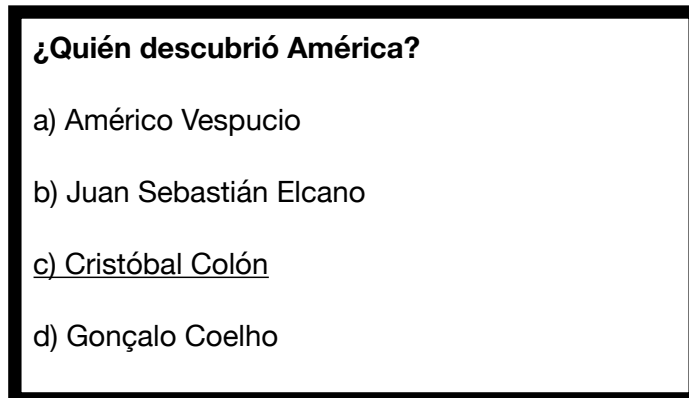 ¿Quién descubrió América?
a) Américo Vespucio
b) Juan Sebastián Elcano
c) Cristóbal Colón
d) Gonçalo Coelho